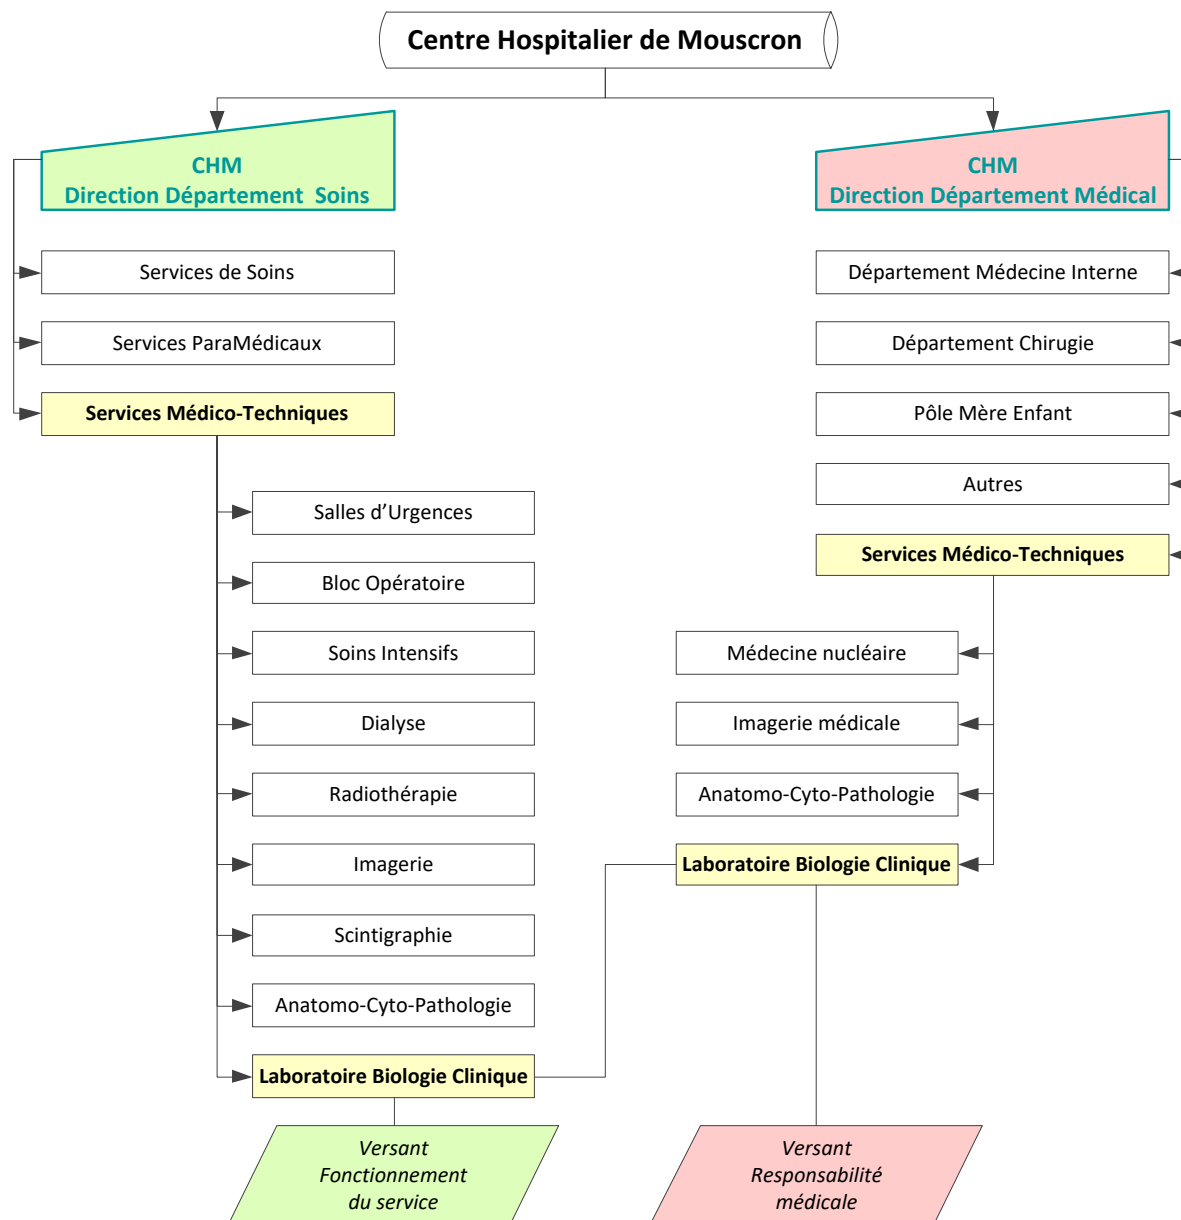 Centre Hospitalier de Mouscron
CHM
Direction Département Soins
Services de Soins
Services ParaMédicaux
Services Médico-Techniques
Salles d’Urgences
Bloc Opératoire
Soins Intensifs
Dialyse
Radiothérapie
Imagerie
Scintigraphie
Anatomo-Cyto-Pathologie
Laboratoire Biologie Clinique
Versant
Fonctionnement
du service
CHM
Direction Département Médical
Département Médecine Interne
Département Chirugie
Pôle Mère Enfant
Autres
Services Médico-Techniques
Médecine nucléaire
Imagerie médicale
Anatomo-Cyto-Pathologie
Laboratoire Biologie Clinique
Versant
Responsabilité
médicale